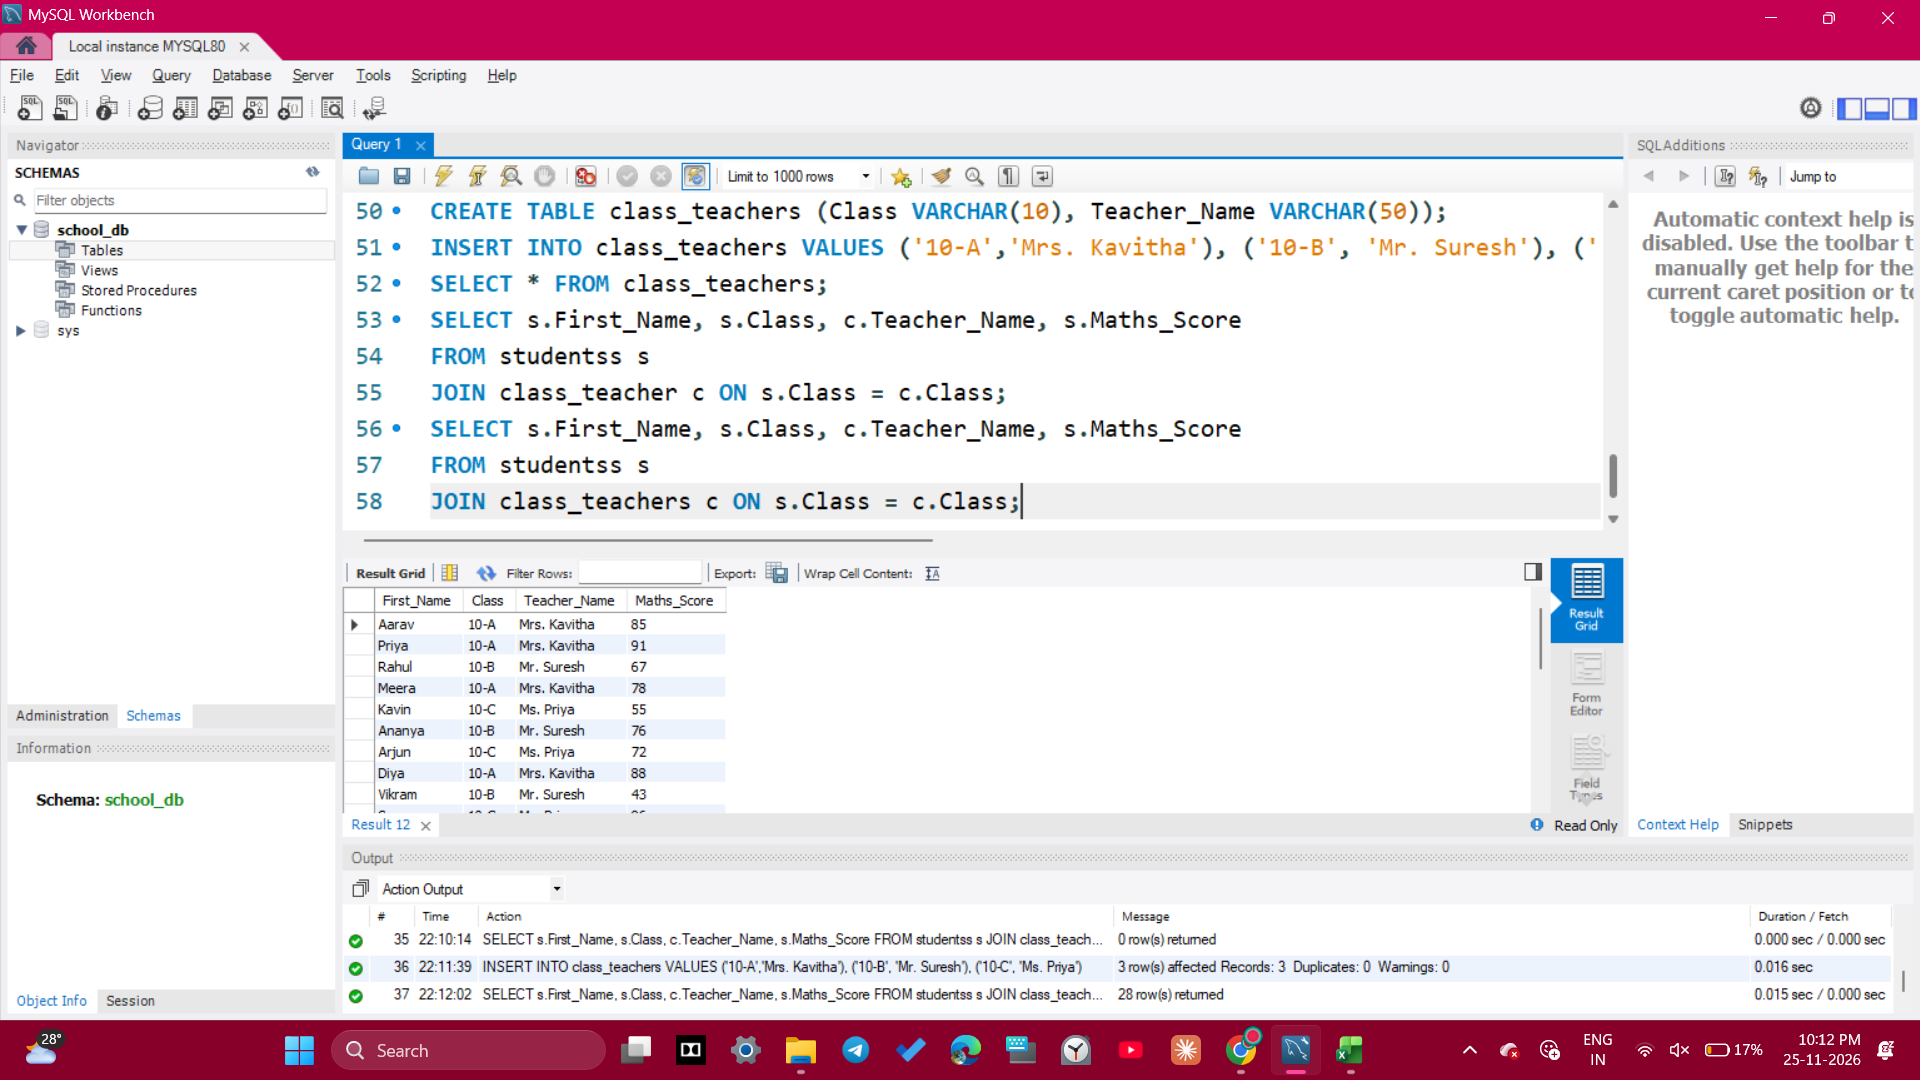 MySQL Workbench
Local instance MYSQL80
File Edit View Query Database Server Tools Scripting Help
Navigator
SCHEMAS
Filter objects
school_db
Tables
Views
Stored Procedures
Functions
sys
Administration Schemas
Information
Schema: school_db
Object Info Session
Query 1
Limit to 1000 rows
50 CREATE TABLE class_teachers (Class VARCHAR(10), Teacher_Name VARCHAR(50));
51 INSERT INTO class_teachers VALUES ('10-A','Mrs. Kavitha'), ('10-B', 'Mr. Suresh'), ('
52 SELECT * FROM class_teachers;
53 SELECT s.First_Name, s.Class, c.Teacher_Name, s.Maths_Score
54 FROM studentss s
55 JOIN class_teacher c ON s.Class = c.Class;
56 SELECT s.First_Name, s.Class, c.Teacher_Name, s.Maths_Score
57 FROM studentss s
58 JOIN class_teachers c ON s.Class = c.Class;
Result Grid Filter Rows: Export: Wrap Cell Content:
First_Name Class Teacher_Name Maths_Score
Aarav 10-A Mrs. Kavitha 85
Priya 10-A Mrs. Kavitha 91
Rahul 10-B Mr. Suresh 67
Meera 10-A Mrs. Kavitha 78
Kavin 10-C Ms. Priya 55
Ananya 10-B Mr. Suresh 76
Arjun 10-C Ms. Priya 72
Diya 10-A Mrs. Kavitha 88
Vikram 10-B Mr. Suresh 43
Result 12
Read Only
Result
Grid
Form
Editor
Field
Types
SQLAdditions
Jump to
Automatic context help is
disabled. Use the toolbar t
manually get help for the
current caret position or to
toggle automatic help.
Context Help Snippets
Output
Action Output
# Time Action Message Duration / Fetch
35 22:10:14 SELECT s.First_Name, s.Class, c.Teacher_Name, s.Maths_Score FROM studentss s JOIN class_teach... 0 row(s) returned 0.000 sec / 0.000 sec
36 22:11:39 INSERT INTO class_teachers VALUES ('10-A','Mrs. Kavitha'), ('10-B', 'Mr. Suresh'), ('10-C', 'Ms. Priya') 3 row(s) affected Records: 3 Duplicates: 0 Warnings: 0 0.016 sec
37 22:12:02 SELECT s.First_Name, s.Class, c.Teacher_Name, s.Maths_Score FROM studentss s JOIN class_teach... 28 row(s) returned 0.015 sec / 0.000 sec
28°
Search
ENG
IN
17%
10:12 PM
25-11-2026